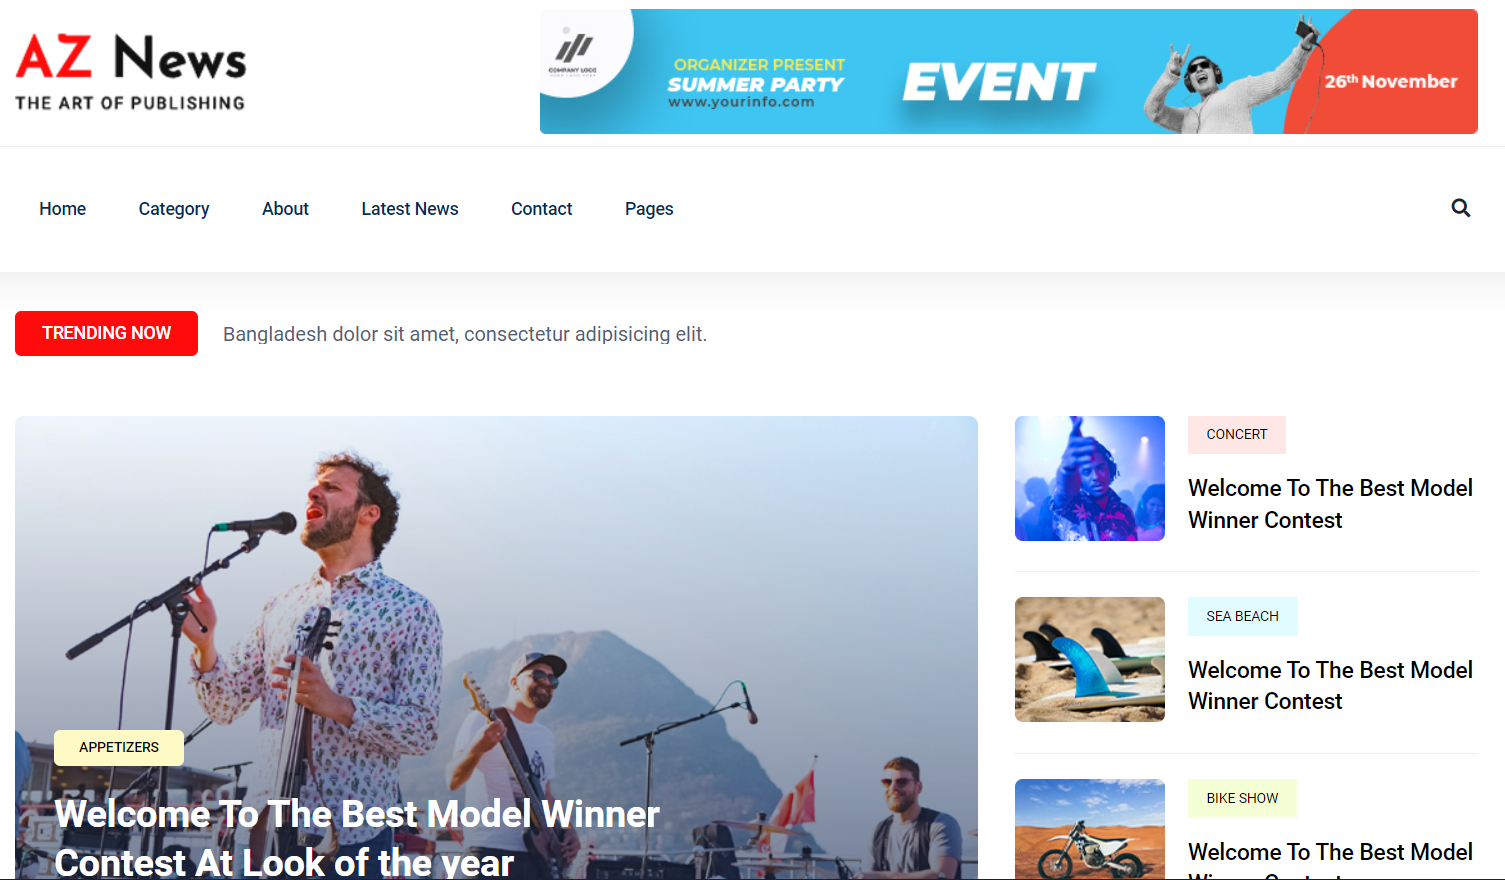 AZ News
THE ART OF PUBLISHING
COMPANY LOGO
ORGANIZER PRESENT
SUMMER PARTY
www.yourinfo.com
EVENT
26th November
Home
Category
About
Latest News
Contact
Pages
TRENDING NOW
Bangladesh dolor sit amet, consectetur adipisicing elit.
APPETIZERS
Welcome To The Best Model Winner
Contest At Look of the year
CONCERT
Welcome To The Best Model
Winner Contest
SEA BEACH
Welcome To The Best Model
Winner Contest
BIKE SHOW
Welcome To The Best Model